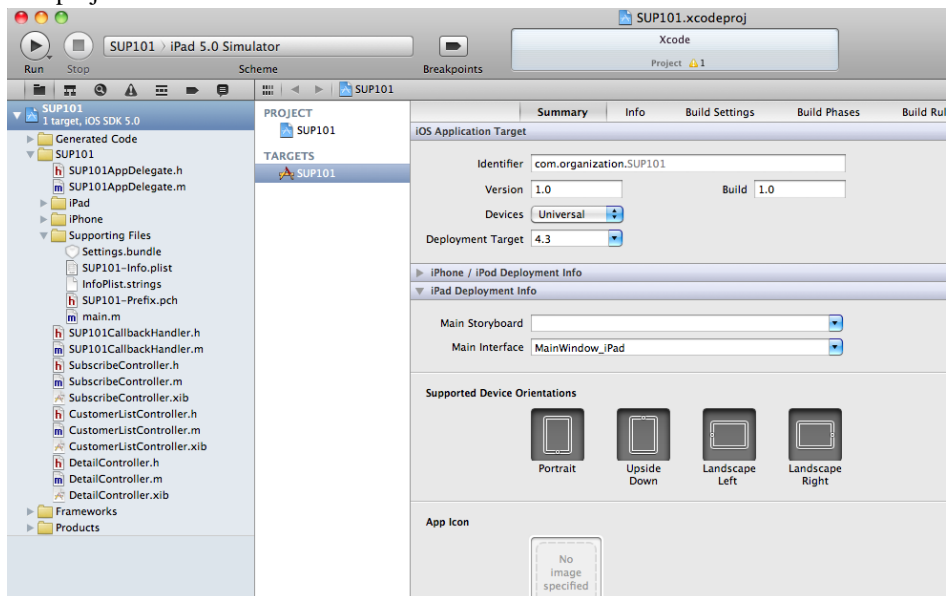 SUP101.xcodeproj
SUP101 › iPad 5.0 Simulator
Xcode
Project 1
Run Stop Scheme Breakpoints
SUP101
SUP101
1 target, iOS SDK 5.0
Generated Code
SUP101
SUP101AppDelegate.h
SUP101AppDelegate.m
iPad
iPhone
Supporting Files
Settings.bundle
SUP101-Info.plist
InfoPlist.strings
SUP101-Prefix.pch
main.m
SUP101CallbackHandler.h
SUP101CallbackHandler.m
SubscribeController.h
SubscribeController.m
SubscribeController.xib
CustomerListController.h
CustomerListController.m
CustomerListController.xib
DetailController.h
DetailController.m
DetailController.xib
Frameworks
Products
PROJECT
SUP101
TARGETS
SUP101
Summary Info Build Settings Build Phases Build Rul
iOS Application Target
Identifier com.organization.SUP101
Version 1.0 Build 1.0
Devices Universal
Deployment Target 4.3
iPhone / iPod Deployment Info
iPad Deployment Info
Main Storyboard
Main Interface MainWindow_iPad
Supported Device Orientations
Portrait Upside Down Landscape Left Landscape Right
App Icon
No
image
specified